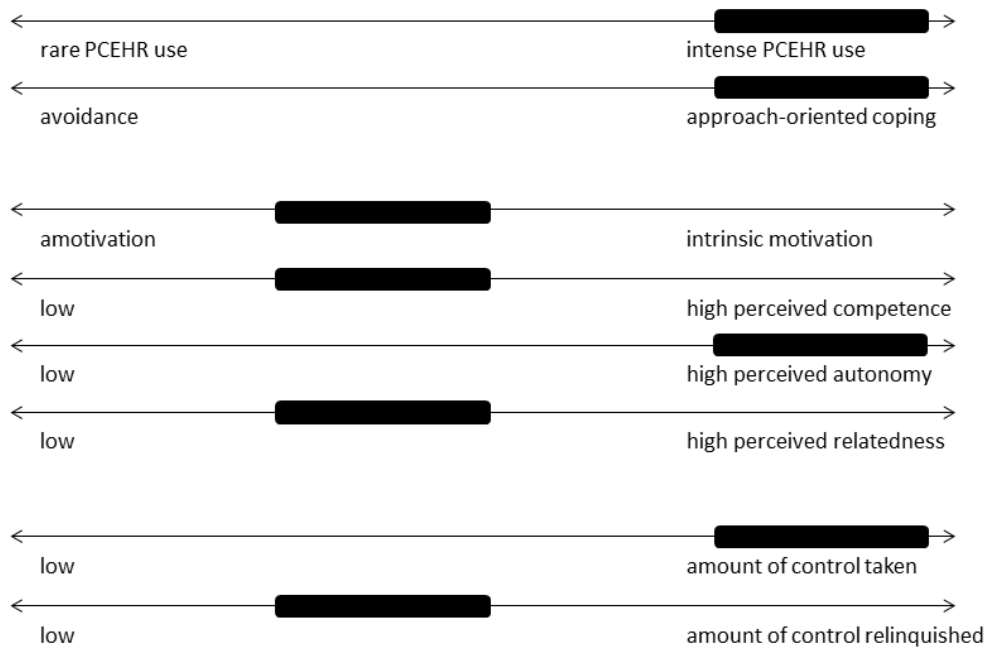 rare PCEHR use intense PCEHR use
avoidance approach-oriented coping
amotivation intrinsic motivation
low high perceived competence
low high perceived autonomy
low high perceived relatedness
low amount of control taken
low amount of control relinquished